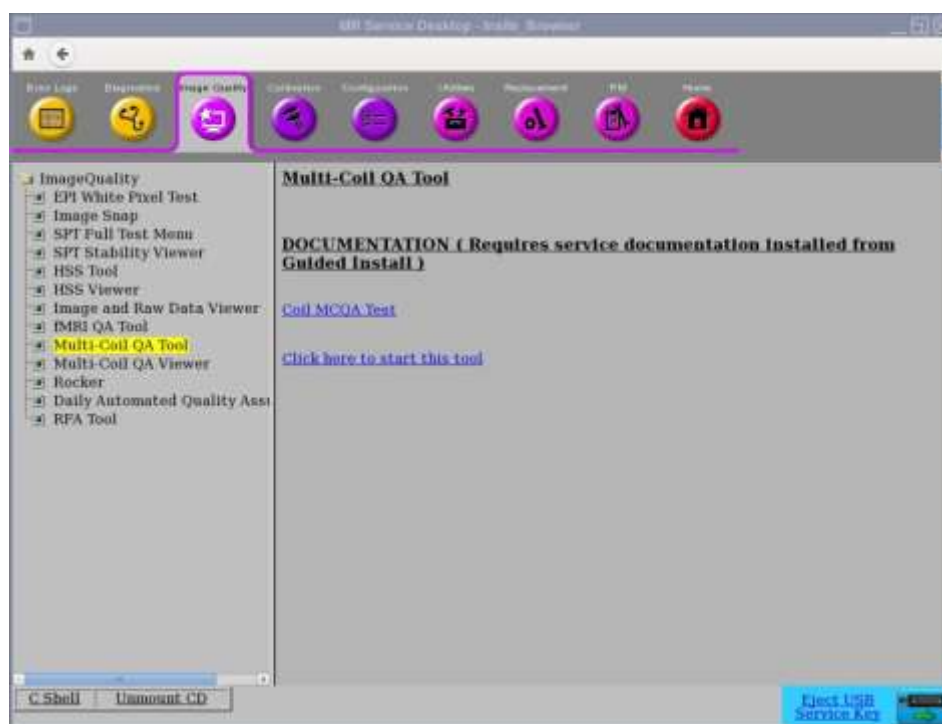 MR Service Desktop - Insite Browser
Error Logs Diagnostics Image Quality Calibration Configuration Utilities Replacement PM Home
ImageQuality
EPI White Pixel Test
Image Snap
SPT Full Test Menu
SPT Stability Viewer
HSS Tool
HSS Viewer
Image and Raw Data Viewer
fMRI QA Tool
Multi-Coil QA Tool
Multi-Coil QA Viewer
Rocker
Daily Automated Quality Assu
RFA Tool
Multi-Coil QA Tool
DOCUMENTATION ( Requires service documentation installed from
Guided Install )
Coil MCQA Test
Click here to start this tool
C Shell Unmount CD
Eject USB
Service Key